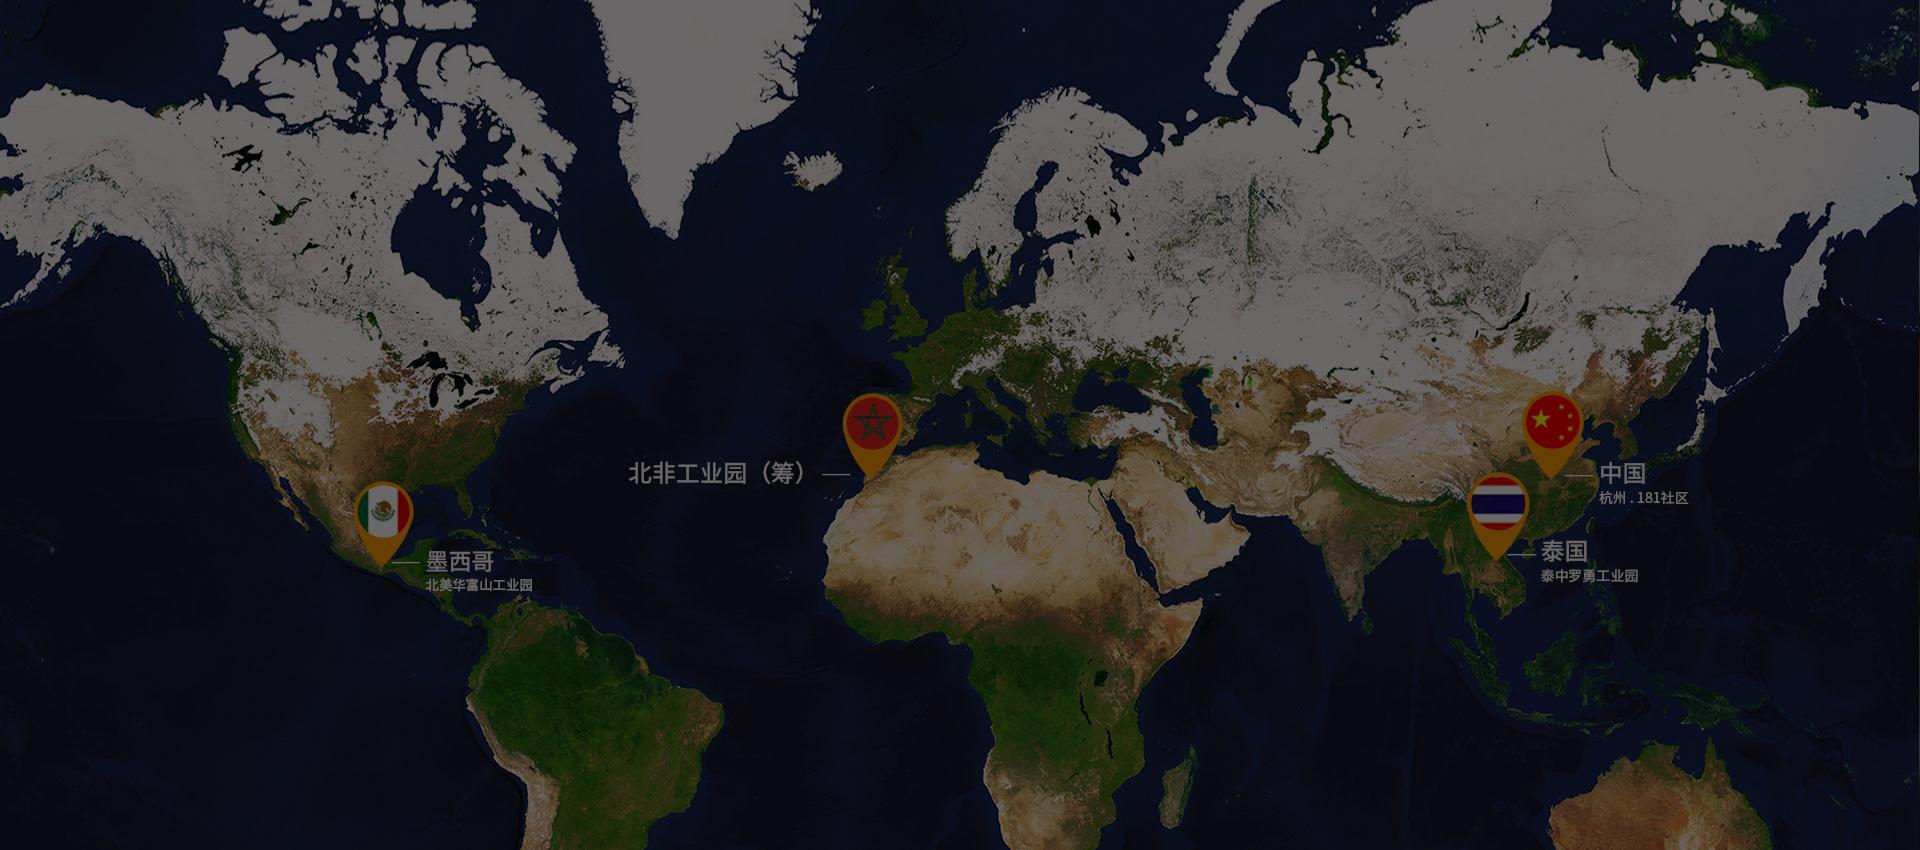 北非工业园（筹）
中国
杭州 . 181社区
泰国
泰中罗勇工业园
墨西哥
北美华富山工业园